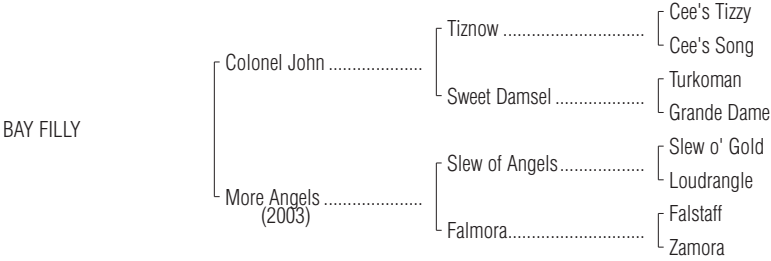 Cee's Tizzy
Tiznow ..............................
Cee's Song
Colonel John ....................
Turkoman
Sweet Damsel ...................
Grande Dame
BAY FILLY
Slew o' Gold
Slew of Angels..................
Loudrangle
More Angels .....................
(2003)
Falstaff
Falmora.............................
Zamora